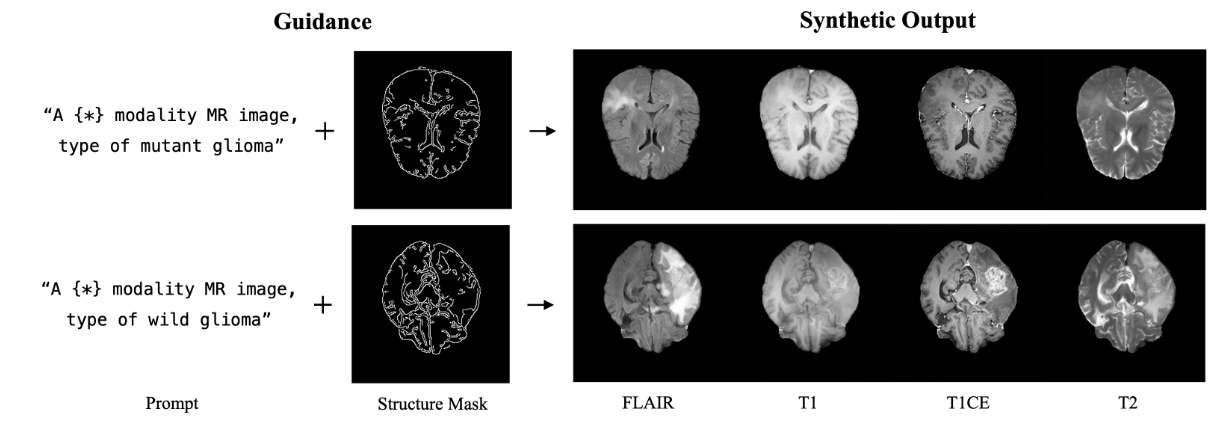 Guidance
Synthetic Output
“A {*} modality MR image,
type of mutant glioma”
+
“A {*} modality MR image,
type of wild glioma”
+
Prompt
Structure Mask
FLAIR
T1
T1CE
T2